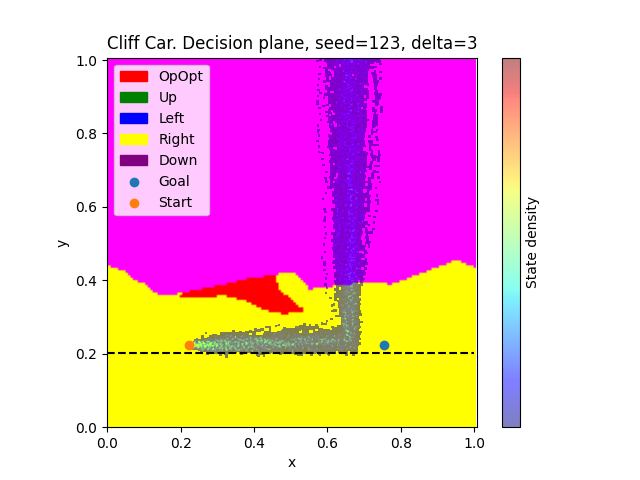 Cliff Car. Decision plane, seed=123, delta=3
OpOpt
Up
Left
Right
Down
Goal
Start
1.0
0.8
0.6
0.4
0.2
0.0
y
0.0 0.2 0.4 0.6 0.8 1.0
x
State density